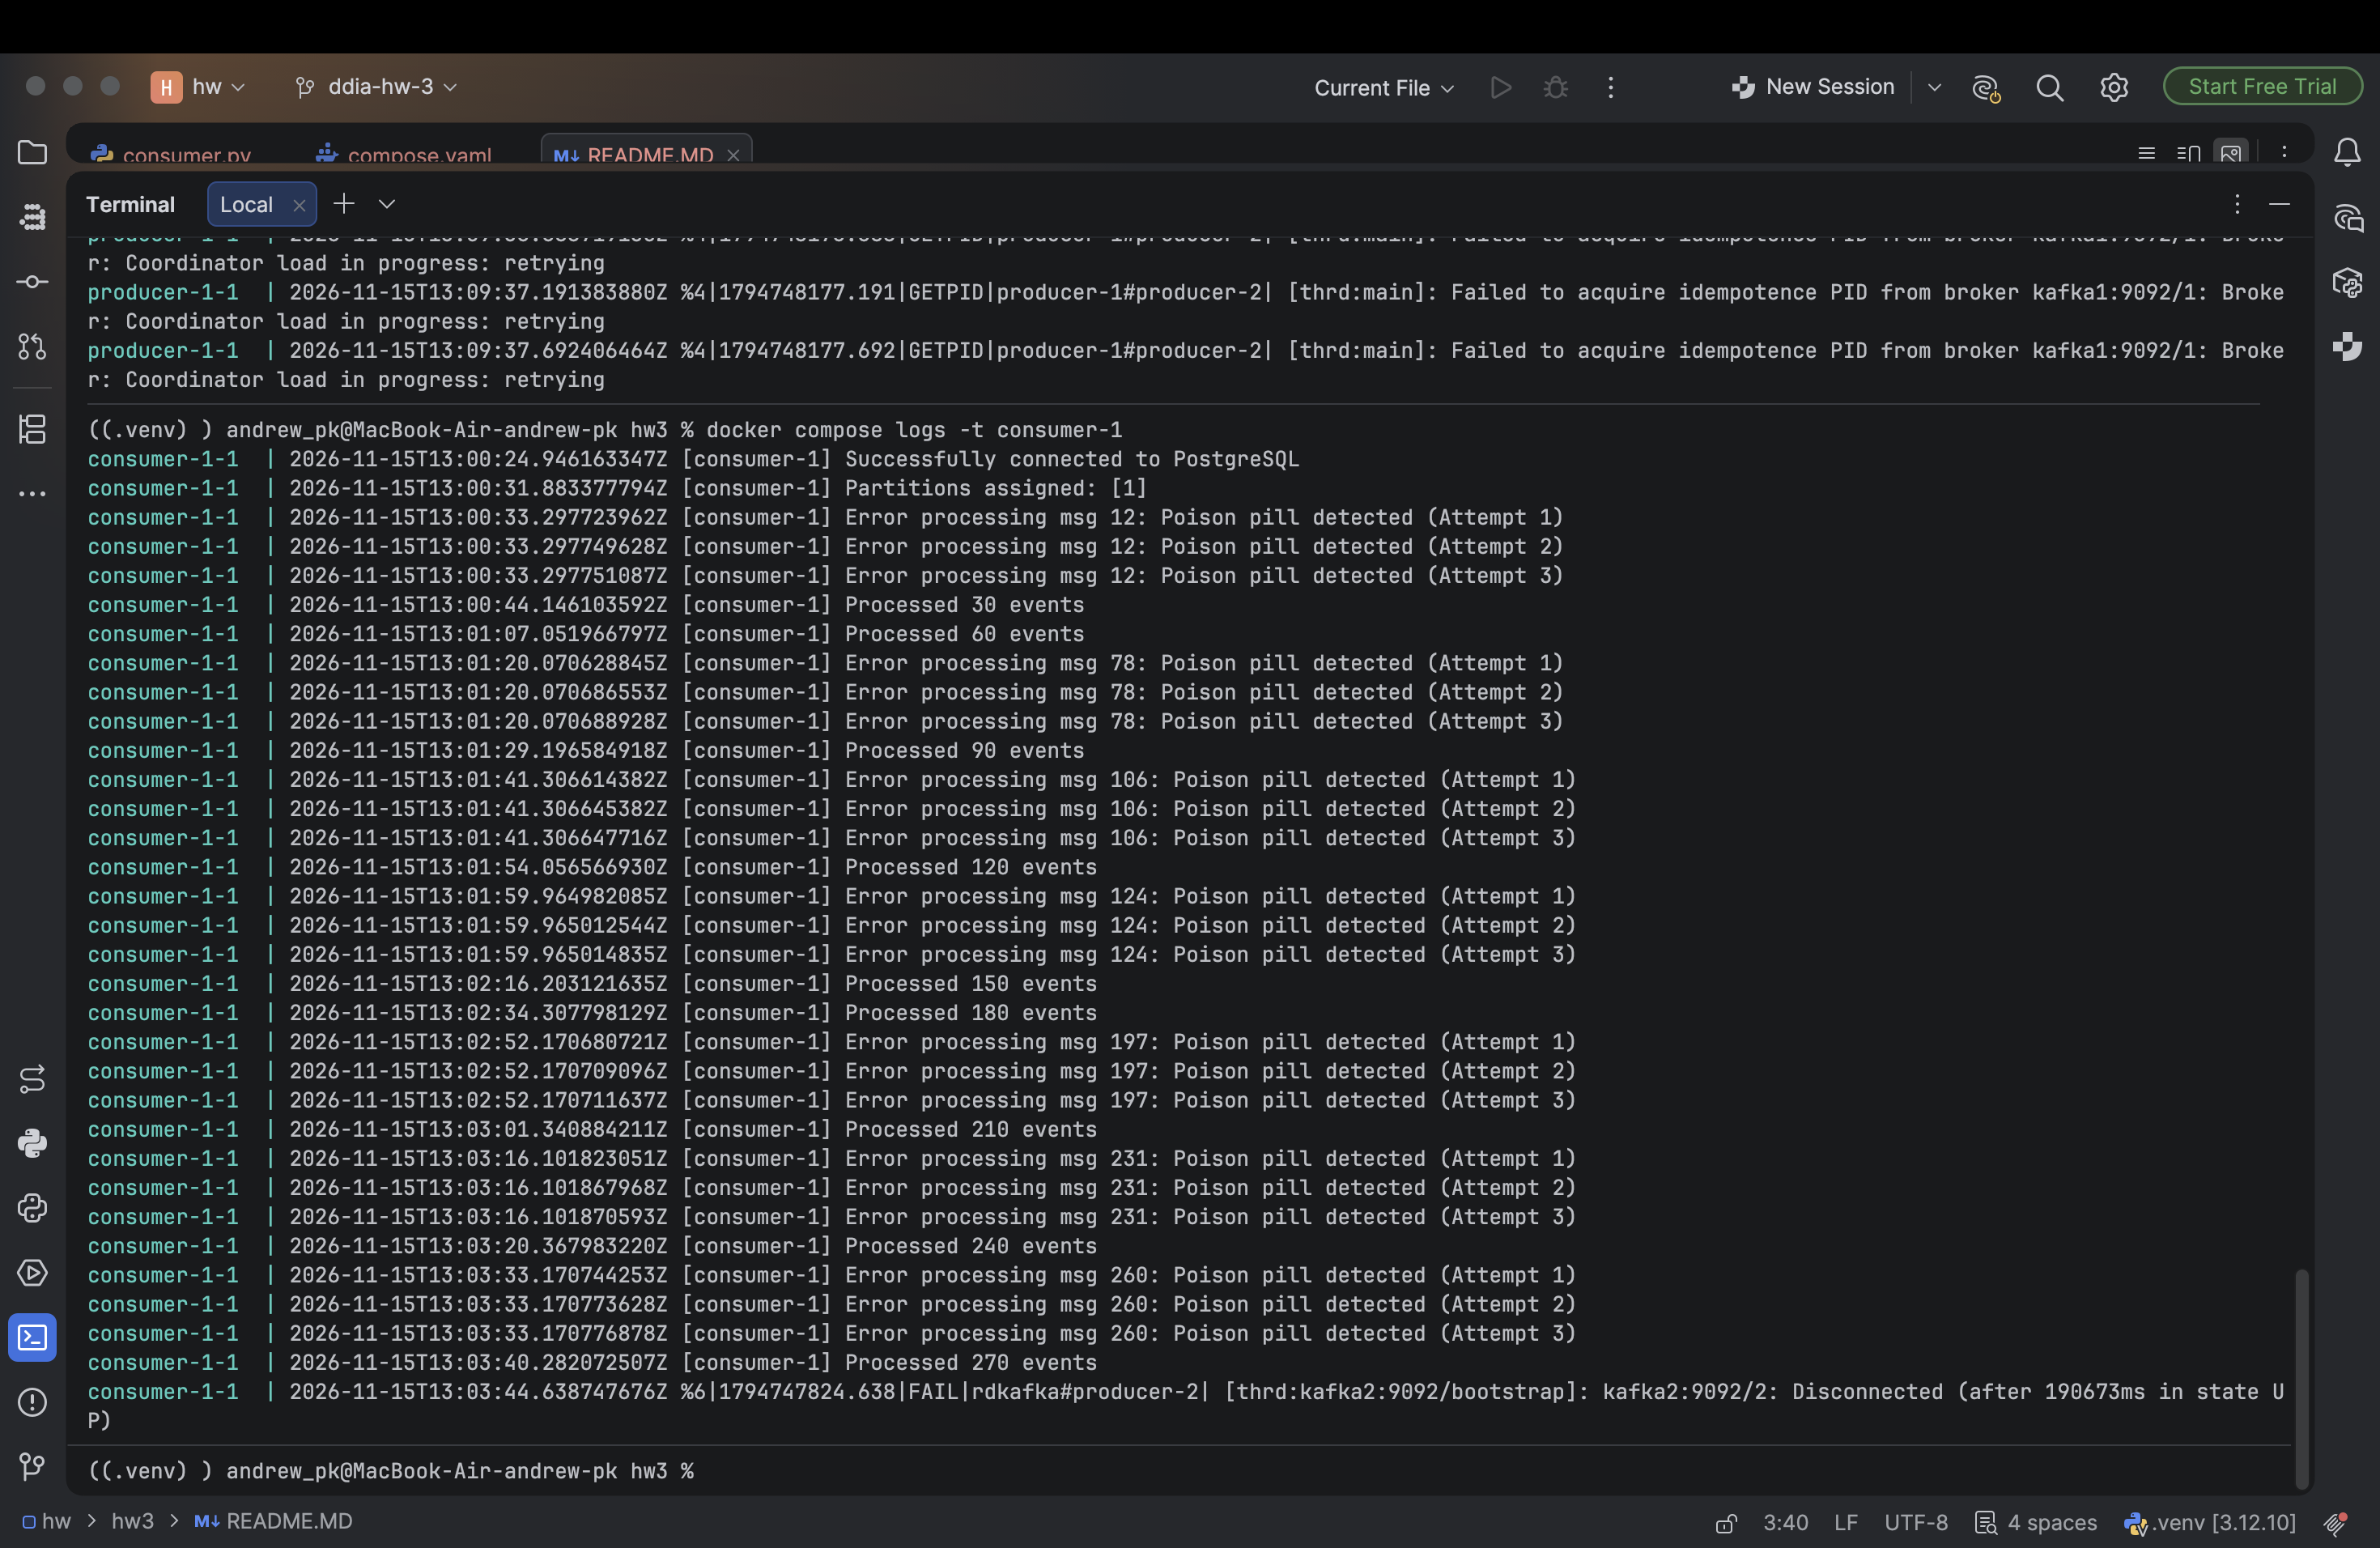 H hw ddia-hw-3 Current File New Session Start Free Trial
consumer.py compose.yaml M↓ README.MD
Terminal Local
r: Coordinator load in progress: retrying
producer-1-1 | 2026-11-15T13:09:37.191383880Z %4|1794748177.191|GETPID|producer-1#producer-2| [thrd:main]: Failed to acquire idempotence PID from broker kafka1:9092/1: Broke
r: Coordinator load in progress: retrying
producer-1-1 | 2026-11-15T13:09:37.692406464Z %4|1794748177.692|GETPID|producer-1#producer-2| [thrd:main]: Failed to acquire idempotence PID from broker kafka1:9092/1: Broke
r: Coordinator load in progress: retrying
((.venv) ) andrew_pk@MacBook-Air-andrew-pk hw3 % docker compose logs -t consumer-1
consumer-1-1 | 2026-11-15T13:00:24.946163347Z [consumer-1] Successfully connected to PostgreSQL
consumer-1-1 | 2026-11-15T13:00:31.883377794Z [consumer-1] Partitions assigned: [1]
consumer-1-1 | 2026-11-15T13:00:33.297723962Z [consumer-1] Error processing msg 12: Poison pill detected (Attempt 1)
consumer-1-1 | 2026-11-15T13:00:33.297749628Z [consumer-1] Error processing msg 12: Poison pill detected (Attempt 2)
consumer-1-1 | 2026-11-15T13:00:33.297751087Z [consumer-1] Error processing msg 12: Poison pill detected (Attempt 3)
consumer-1-1 | 2026-11-15T13:00:44.146103592Z [consumer-1] Processed 30 events
consumer-1-1 | 2026-11-15T13:01:07.051966797Z [consumer-1] Processed 60 events
consumer-1-1 | 2026-11-15T13:01:20.070628845Z [consumer-1] Error processing msg 78: Poison pill detected (Attempt 1)
consumer-1-1 | 2026-11-15T13:01:20.070686553Z [consumer-1] Error processing msg 78: Poison pill detected (Attempt 2)
consumer-1-1 | 2026-11-15T13:01:20.070688928Z [consumer-1] Error processing msg 78: Poison pill detected (Attempt 3)
consumer-1-1 | 2026-11-15T13:01:29.196584918Z [consumer-1] Processed 90 events
consumer-1-1 | 2026-11-15T13:01:41.306614382Z [consumer-1] Error processing msg 106: Poison pill detected (Attempt 1)
consumer-1-1 | 2026-11-15T13:01:41.306645382Z [consumer-1] Error processing msg 106: Poison pill detected (Attempt 2)
consumer-1-1 | 2026-11-15T13:01:41.306647716Z [consumer-1] Error processing msg 106: Poison pill detected (Attempt 3)
consumer-1-1 | 2026-11-15T13:01:54.056566930Z [consumer-1] Processed 120 events
consumer-1-1 | 2026-11-15T13:01:59.964982085Z [consumer-1] Error processing msg 124: Poison pill detected (Attempt 1)
consumer-1-1 | 2026-11-15T13:01:59.965012544Z [consumer-1] Error processing msg 124: Poison pill detected (Attempt 2)
consumer-1-1 | 2026-11-15T13:01:59.965014835Z [consumer-1] Error processing msg 124: Poison pill detected (Attempt 3)
consumer-1-1 | 2026-11-15T13:02:16.203121635Z [consumer-1] Processed 150 events
consumer-1-1 | 2026-11-15T13:02:34.307798129Z [consumer-1] Processed 180 events
consumer-1-1 | 2026-11-15T13:02:52.170680721Z [consumer-1] Error processing msg 197: Poison pill detected (Attempt 1)
consumer-1-1 | 2026-11-15T13:02:52.170709096Z [consumer-1] Error processing msg 197: Poison pill detected (Attempt 2)
consumer-1-1 | 2026-11-15T13:02:52.170711637Z [consumer-1] Error processing msg 197: Poison pill detected (Attempt 3)
consumer-1-1 | 2026-11-15T13:03:01.340884211Z [consumer-1] Processed 210 events
consumer-1-1 | 2026-11-15T13:03:16.101823051Z [consumer-1] Error processing msg 231: Poison pill detected (Attempt 1)
consumer-1-1 | 2026-11-15T13:03:16.101867968Z [consumer-1] Error processing msg 231: Poison pill detected (Attempt 2)
consumer-1-1 | 2026-11-15T13:03:16.101870593Z [consumer-1] Error processing msg 231: Poison pill detected (Attempt 3)
consumer-1-1 | 2026-11-15T13:03:20.367983220Z [consumer-1] Processed 240 events
consumer-1-1 | 2026-11-15T13:03:33.170744253Z [consumer-1] Error processing msg 260: Poison pill detected (Attempt 1)
consumer-1-1 | 2026-11-15T13:03:33.170773628Z [consumer-1] Error processing msg 260: Poison pill detected (Attempt 2)
consumer-1-1 | 2026-11-15T13:03:33.170776878Z [consumer-1] Error processing msg 260: Poison pill detected (Attempt 3)
consumer-1-1 | 2026-11-15T13:03:40.282072507Z [consumer-1] Processed 270 events
consumer-1-1 | 2026-11-15T13:03:44.638747676Z %6|1794747824.638|FAIL|rdkafka#producer-2| [thrd:kafka2:9092/bootstrap]: kafka2:9092/2: Disconnected (after 190673ms in state U
P)
((.venv) ) andrew_pk@MacBook-Air-andrew-pk hw3 %
hw > hw3 > M↓ README.MD 3:40 LF UTF-8 4 spaces .venv [3.12.10]